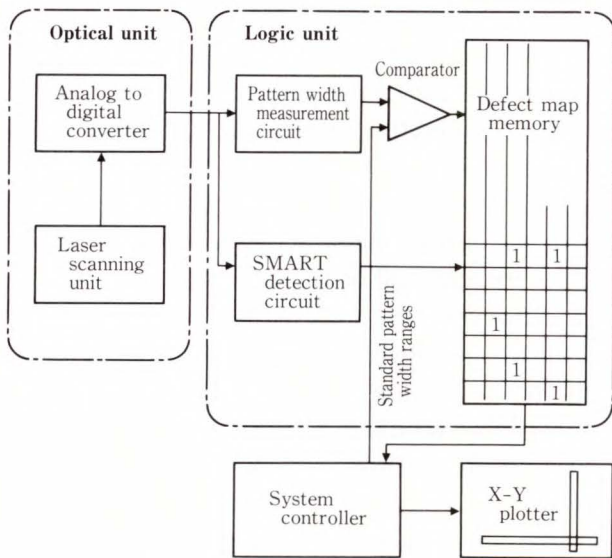 Optical unit
Analog to
digital
converter
Laser
scanning
unit
Logic unit
Pattern width
measurement
circuit
Comparator
SMART
detection
circuit
Standard pattern
width ranges
Defect map
memory
1 1
1
1
1
System
controller
X-Y
plotter